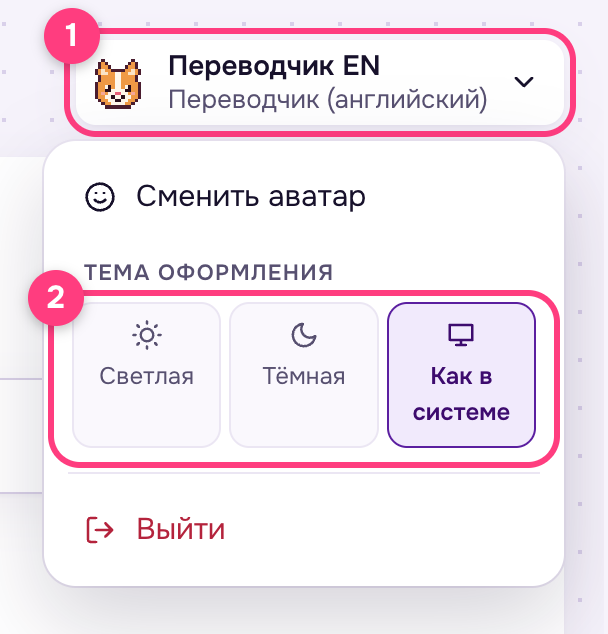 1
Переводчик EN
Переводчик (английский)
Сменить аватар
ТЕМА ОФОРМЛЕНИЯ
2
Светлая
Тёмная
Как в
системе
Выйти